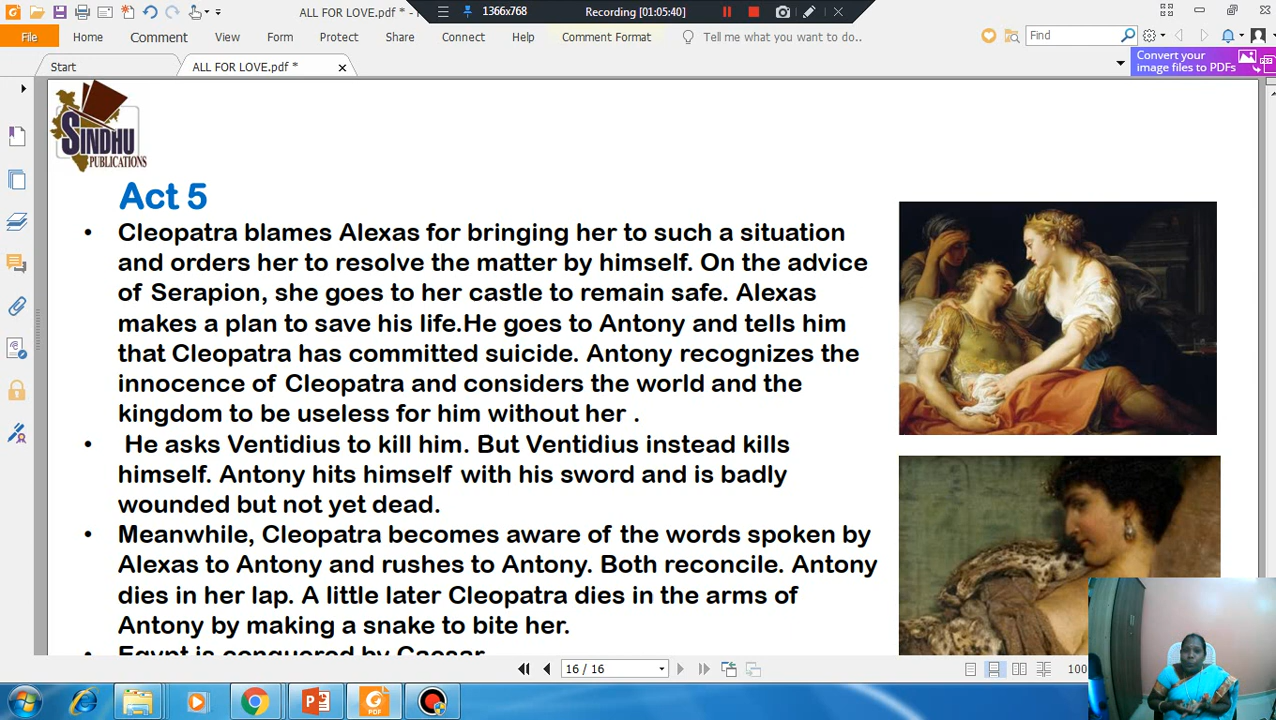 ALL FOR LOVE.pdf * -
1366x768
Recording [01:05:40]
File
Home
Comment
View
Form
Protect
Share
Connect
Help
Comment Format
Tell me what you want to do..
Find
Start
ALL FOR LOVE.pdf *
Convert your
image files to PDFs
SINDHU
PUBLICATIONS
Act 5
• Cleopatra blames Alexas for bringing her to such a situation
and orders her to resolve the matter by himself. On the advice
of Serapion, she goes to her castle to remain safe. Alexas
makes a plan to save his life.He goes to Antony and tells him
that Cleopatra has committed suicide. Antony recognizes the
innocence of Cleopatra and considers the world and the
kingdom to be useless for him without her .
• He asks Ventidius to kill him. But Ventidius instead kills
himself. Antony hits himself with his sword and is badly
wounded but not yet dead.
• Meanwhile, Cleopatra becomes aware of the words spoken by
Alexas to Antony and rushes to Antony. Both reconcile. Antony
dies in her lap. A little later Cleopatra dies in the arms of
Antony by making a snake to bite her.
• Egypt is conquered by Caesar
16 / 16
100
PDF